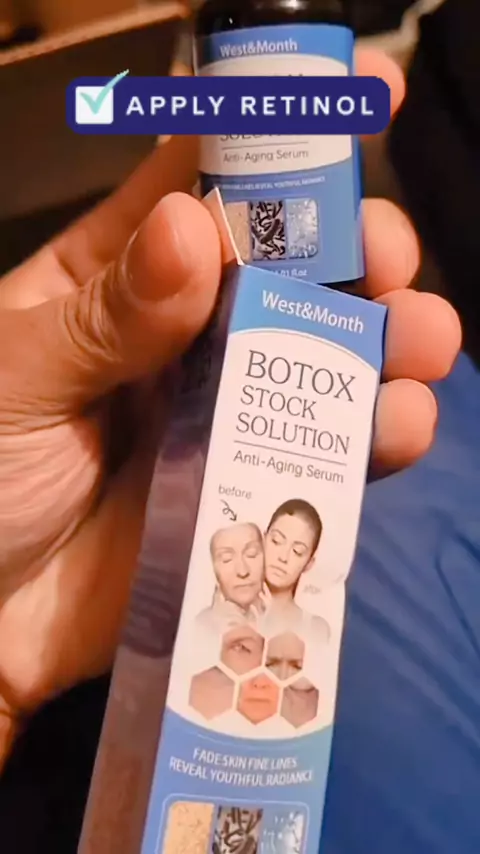 West&Month
APPLY RETINOL
SOLUTION
Anti-Aging Serum
West&Month
BOTOX
STOCK
SOLUTION
Anti-Aging Serum
before
after
FADE SKIN FINE LINES
REVEAL YOUTHFUL RADIANCE